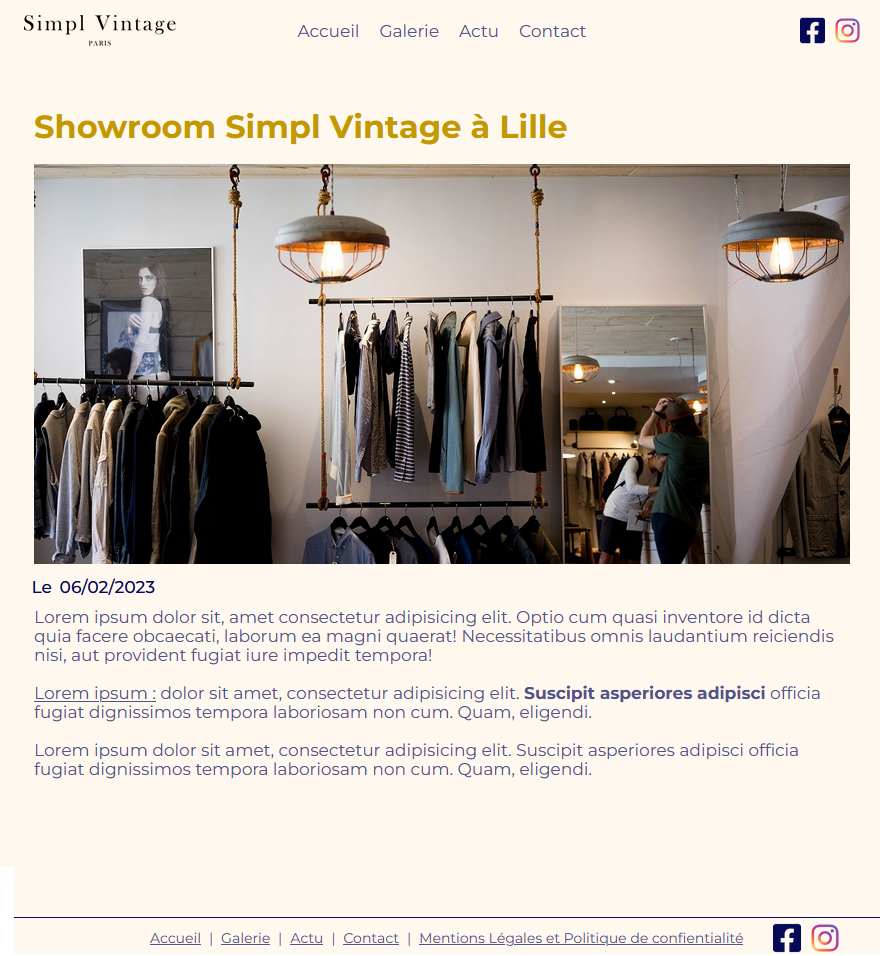 Simpl Vintage
PARIS
Accueil Galerie Actu Contact
Showroom Simpl Vintage à Lille
Le 06/02/2023
Lorem ipsum dolor sit, amet consectetur adipisicing elit. Optio cum quasi inventore id dicta
quia facere obcaecati, laborum ea magni quaerat! Necessitatibus omnis laudantium reiciendis
nisi, aut provident fugiat iure impedit tempora!
Lorem ipsum : dolor sit amet, consectetur adipisicing elit. Suscipit asperiores adipisci officia
fugiat dignissimos tempora laboriosam non cum. Quam, eligendi.
Lorem ipsum dolor sit amet, consectetur adipisicing elit. Suscipit asperiores adipisci officia
fugiat dignissimos tempora laboriosam non cum. Quam, eligendi.
Accueil | Galerie | Actu | Contact | Mentions Légales et Politique de confientialité